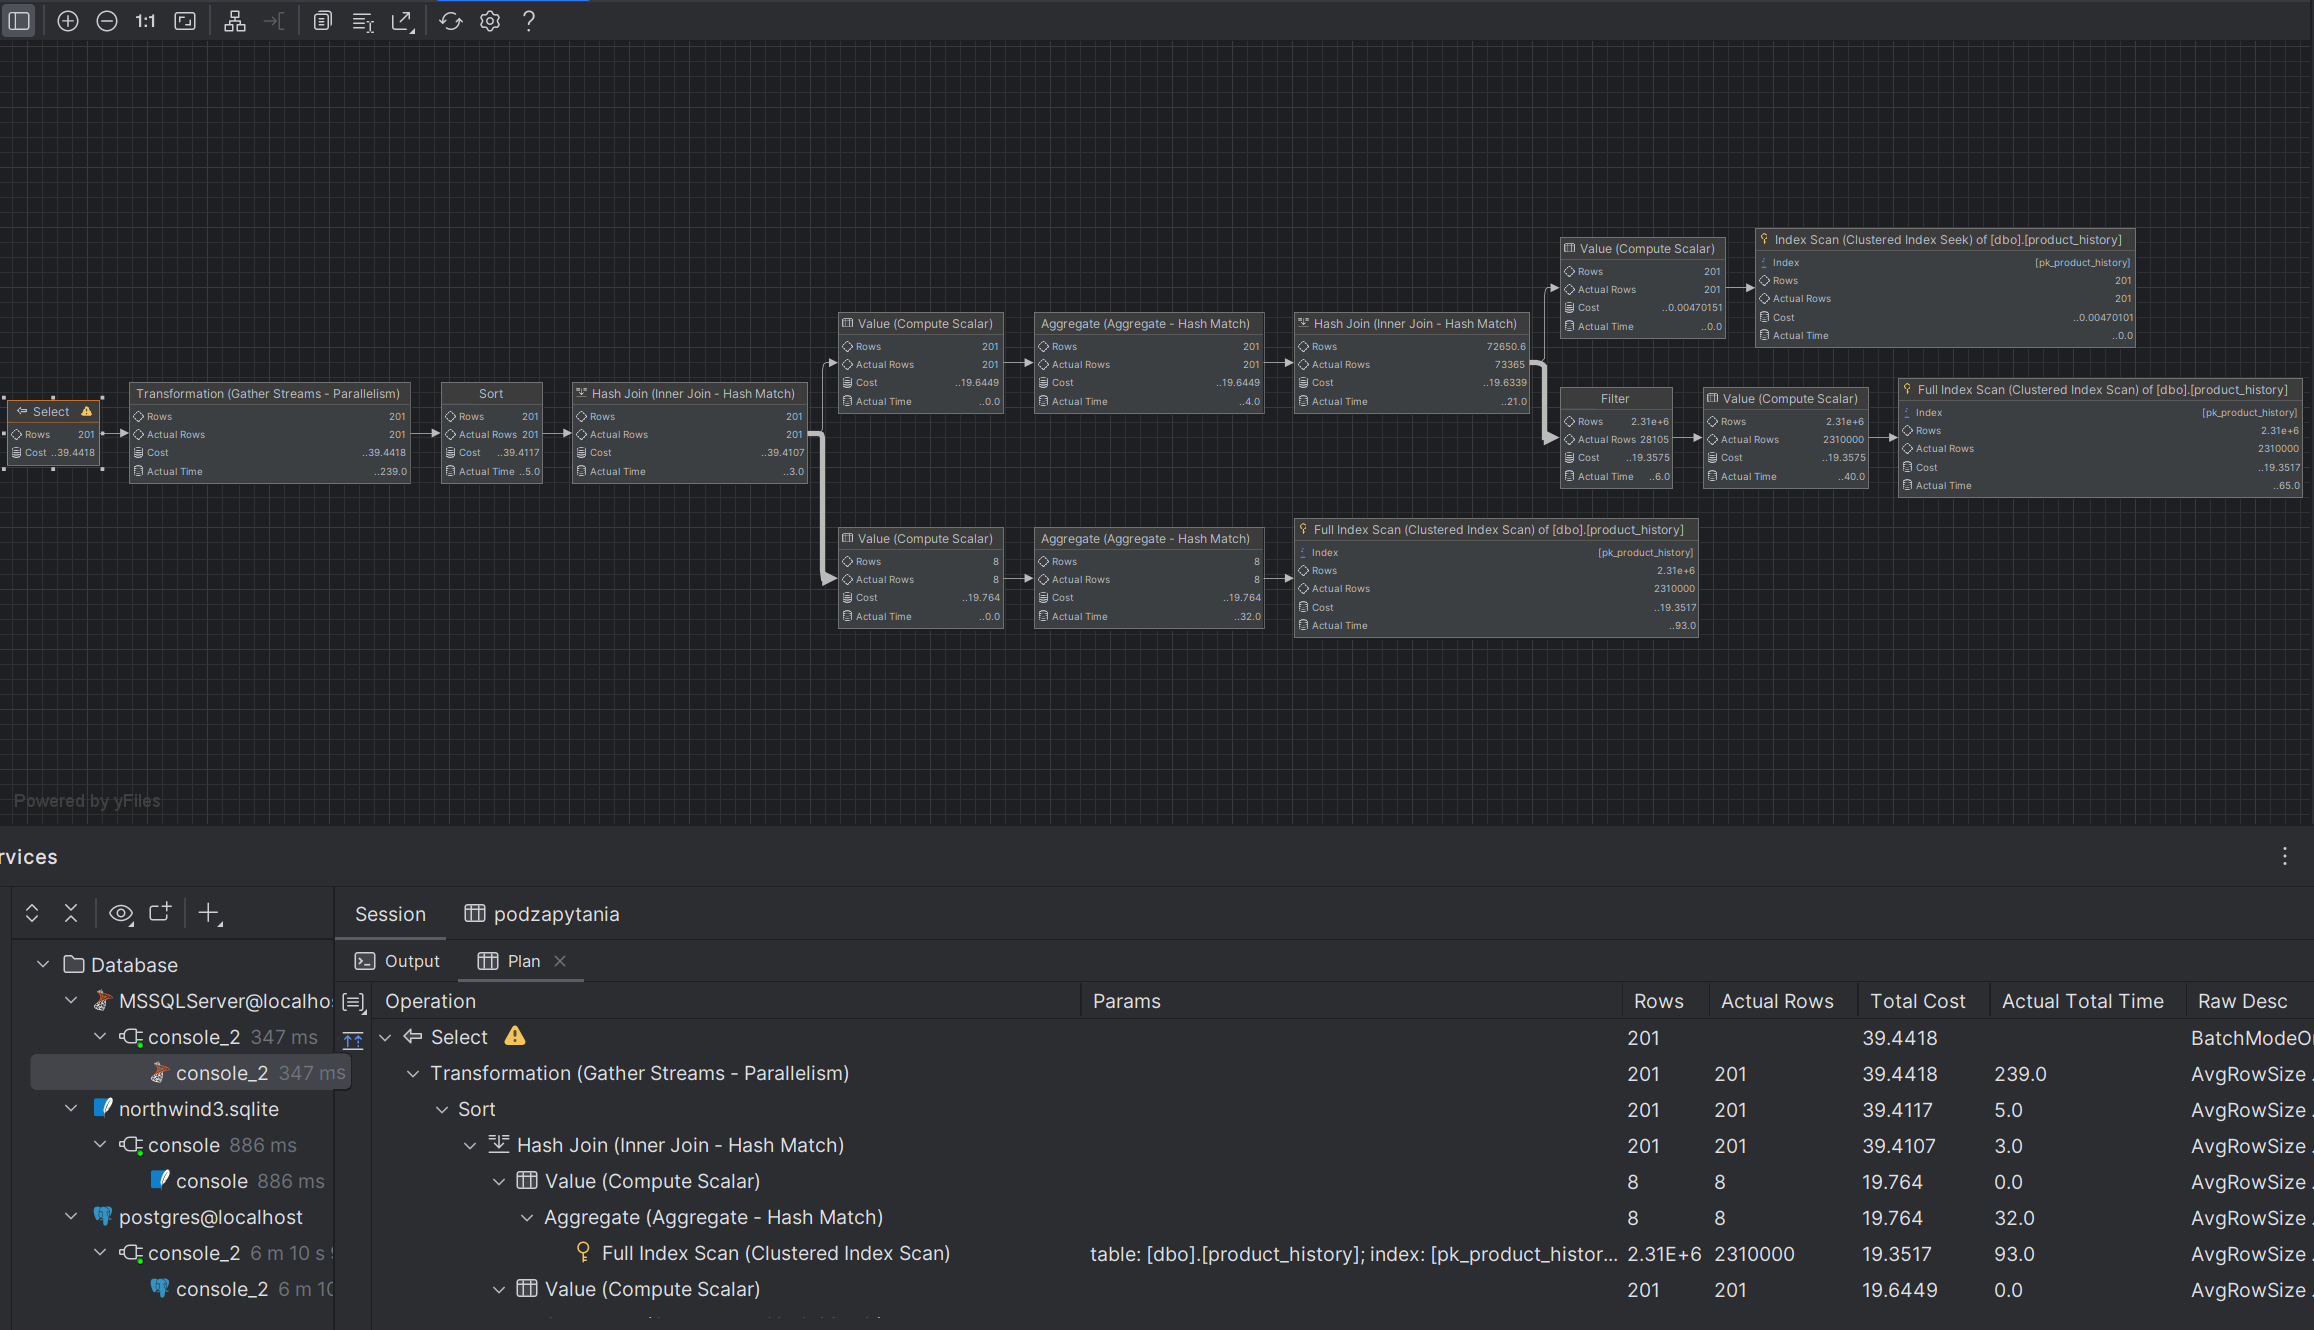 1:1
Select
Rows 201
Cost ..39.4418
Transformation (Gather Streams - Parallelism)
Rows 201
Actual Rows 201
Cost ..39.4418
Actual Time ..239.0
Sort
Rows 201
Actual Rows 201
Cost ..39.4117
Actual Time ..5.0
Hash Join (Inner Join - Hash Match)
Rows 201
Actual Rows 201
Cost ..39.4107
Actual Time ..3.0
Value (Compute Scalar)
Rows 201
Actual Rows 201
Cost ..19.6449
Actual Time ..0.0
Aggregate (Aggregate - Hash Match)
Rows 201
Actual Rows 201
Cost ..19.6449
Actual Time ..4.0
Hash Join (Inner Join - Hash Match)
Rows 72650.6
Actual Rows 73365
Cost ..19.6339
Actual Time ..21.0
Value (Compute Scalar)
Rows 201
Actual Rows 201
Cost ..0.00470151
Actual Time ..0.0
Index Scan (Clustered Index Seek) of [dbo].[product_history]
Index [pk_product_history]
Rows 201
Actual Rows 201
Cost ..0.00470101
Actual Time ..0.0
Filter
Rows 2.31e+6
Actual Rows 28105
Cost ..19.3575
Actual Time ..6.0
Value (Compute Scalar)
Rows 2.31e+6
Actual Rows 2310000
Cost ..19.3575
Actual Time ..40.0
Full Index Scan (Clustered Index Scan) of [dbo].[product_history]
Index [pk_product_history]
Rows 2.31e+6
Actual Rows 2310000
Cost ..19.3517
Actual Time ..65.0
Value (Compute Scalar)
Rows 8
Actual Rows 8
Cost ..19.764
Actual Time ..0.0
Aggregate (Aggregate - Hash Match)
Rows 8
Actual Rows 8
Cost ..19.764
Actual Time ..32.0
Full Index Scan (Clustered Index Scan) of [dbo].[product_history]
Index [pk_product_history]
Rows 2.31e+6
Actual Rows 2310000
Cost ..19.3517
Actual Time ..93.0
Powered by yFiles
rvices
Session podzapytania
Output Plan
Database
MSSQLServer@localho
console_2 347 ms
console_2 347 ms
northwind3.sqlite
console 886 ms
console 886 ms
postgres@localhost
console_2 6 m 10 s
console_2 6 m 10
Operation Params Rows Actual Rows Total Cost Actual Total Time Raw Desc
Select 201 39.4418 BatchModeO
Transformation (Gather Streams - Parallelism) 201 201 39.4418 239.0 AvgRowSize .
Sort 201 201 39.4117 5.0 AvgRowSize .
Hash Join (Inner Join - Hash Match) 201 201 39.4107 3.0 AvgRowSize .
Value (Compute Scalar) 8 8 19.764 0.0 AvgRowSize .
Aggregate (Aggregate - Hash Match) 8 8 19.764 32.0 AvgRowSize .
Full Index Scan (Clustered Index Scan) table: [dbo].[product_history]; index: [pk_product_histor... 2.31E+6 2310000 19.3517 93.0 AvgRowSize .
Value (Compute Scalar) 201 201 19.6449 0.0 AvgRowSize .